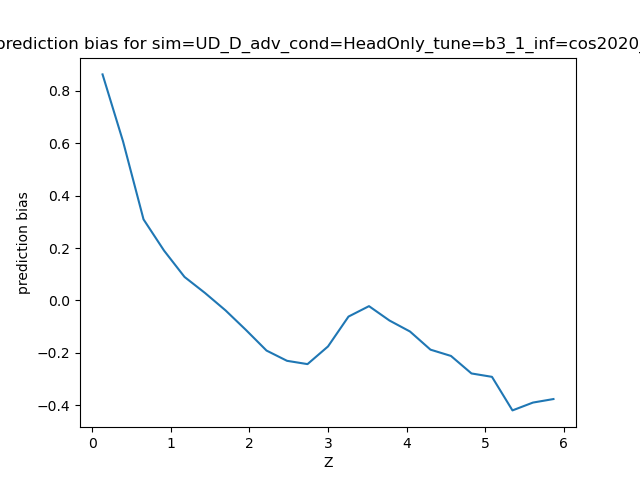 prediction bias for sim=UD_D_adv_cond=HeadOnly_tune=b3_1_inf=cos2020_
prediction bias
0.8
0.6
0.4
0.2
0.0
−0.2
−0.4
0 1 2 3 4 5 6
Z